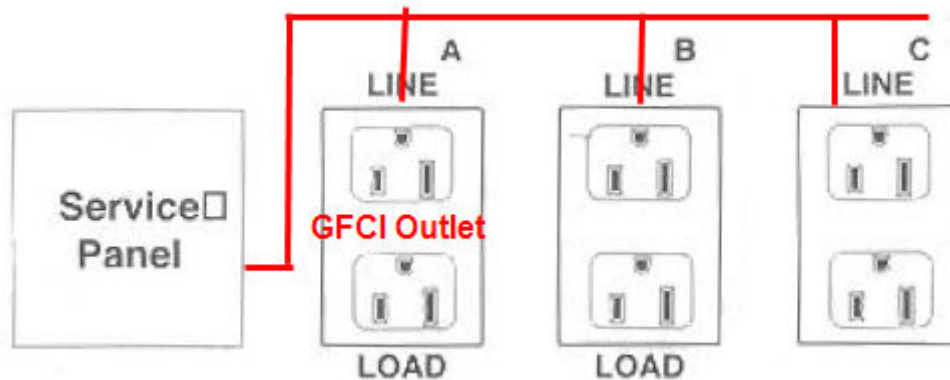 A
B
C
LINE
LINE
LINE
Service
Panel
GFCI Outlet
LOAD
LOAD